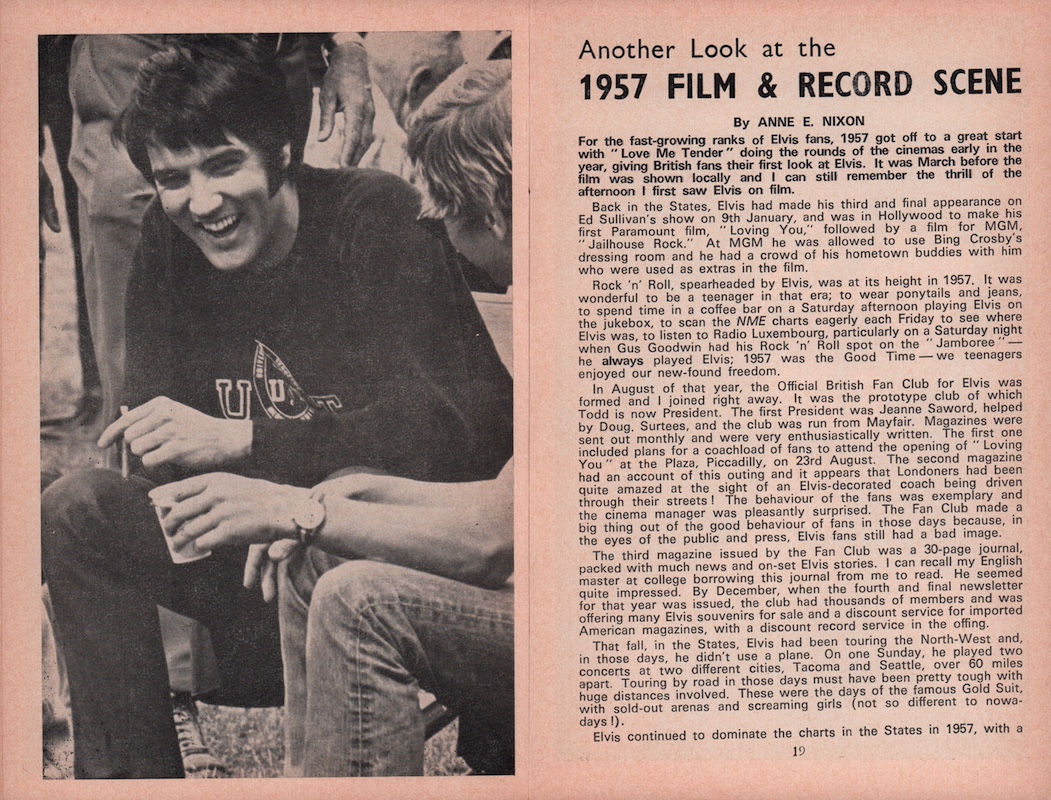 U U T
Another Look at the
1957 FILM & RECORD SCENE
By ANNE E. NIXON
For the fast-growing ranks of Elvis fans, 1957 got off to a great start
with "Love Me Tender" doing the rounds of the cinemas early in the
year, giving British fans their first look at Elvis. It was March before the
film was shown locally and I can still remember the thrill of the
afternoon I first saw Elvis on film.
Back in the States, Elvis had made his third and final appearance on
Ed Sullivan's show on 9th January, and was in Hollywood to make his
first Paramount film, "Loving You," followed by a film for MGM,
"Jailhouse Rock." At MGM he was allowed to use Bing Crosby's
dressing room and he had a crowd of his hometown buddies with him
who were used as extras in the film.
Rock 'n' Roll, spearheaded by Elvis, was at its height in 1957. It was
wonderful to be a teenager in that era; to wear ponytails and jeans,
to spend time in a coffee bar on a Saturday afternoon playing Elvis on
the jukebox, to scan the NME charts eagerly each Friday to see where
Elvis was, to listen to Radio Luxembourg, particularly on a Saturday night
when Gus Goodwin had his Rock 'n' Roll spot on the "Jamboree"—
he always played Elvis; 1957 was the Good Time—we teenagers
enjoyed our new-found freedom.
In August of that year, the Official British Fan Club for Elvis was
formed and I joined right away. It was the prototype club of which
Todd is now President. The first President was Jeanne Saword, helped
by Doug. Surtees, and the club was run from Mayfair. Magazines were
sent out monthly and were very enthusiastically written. The first one
included plans for a coachload of fans to attend the opening of "Loving
You" at the Plaza, Piccadilly, on 23rd August. The second magazine
had an account of this outing and it appears that Londoners had been
quite amazed at the sight of an Elvis-decorated coach being driven
through their streets! The behaviour of the fans was exemplary and
the cinema manager was pleasantly surprised. The Fan Club made a
big thing out of the good behaviour of fans in those days because, in
the eyes of the public and press, Elvis fans still had a bad image.
The third magazine issued by the Fan Club was a 30-page journal,
packed with much news and on-set Elvis stories. I can recall my English
master at college borrowing this journal from me to read. He seemed
quite impressed. By December, when the fourth and final newsletter
for that year was issued, the club had thousands of members and was
offering many Elvis souvenirs for sale and a discount service for imported
American magazines, with a discount record service in the offing.
That fall, in the States, Elvis had been touring the North-West and,
in those days, he didn't use a plane. On one Sunday, he played two
concerts at two different cities, Tacoma and Seattle, over 60 miles
apart. Touring by road in those days must have been pretty tough with
huge distances involved. These were the days of the famous Gold Suit,
with sold-out arenas and screaming girls (not so different to nowa-
days!).
Elvis continued to dominate the charts in the States in 1957, with a
19